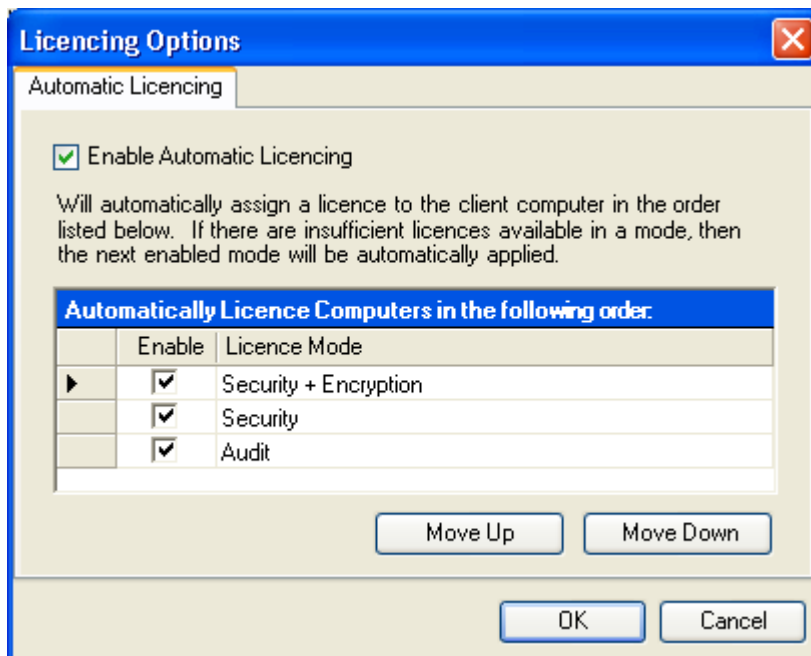 Licencing Options
Automatic Licencing
Enable Automatic Licencing
Will automatically assign a licence to the client computer in the order
listed below.  If there are insufficient licences available in a mode, then
the next enabled mode will be automatically applied.
Automatically Licence Computers in the following order:
Enable Licence Mode
Security + Encryption
Security
Audit
Move Up Move Down
OK Cancel